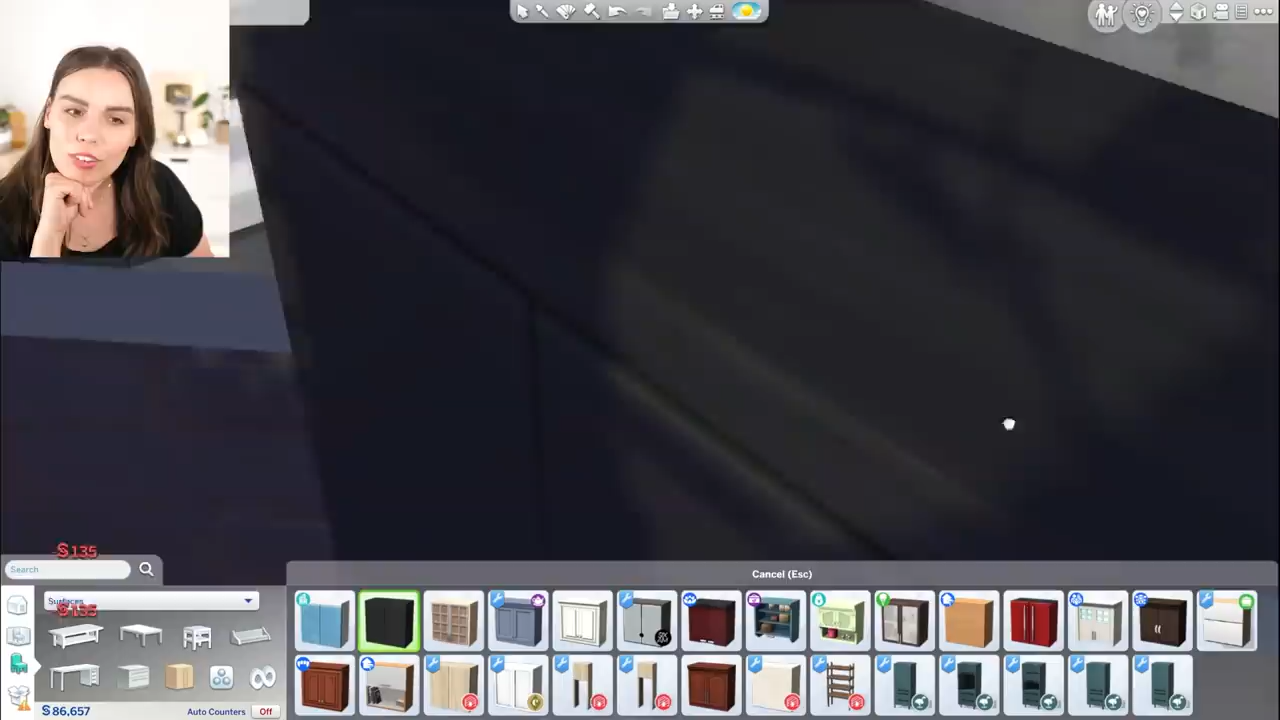 -§135
Search
Cancel (Esc)
Surfaces
-§135
§86,657
Auto Counters
Off